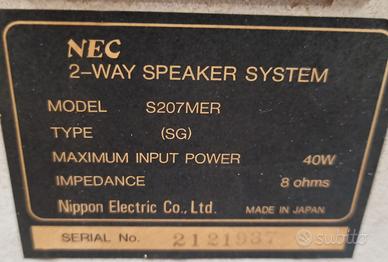 NEC
2-WAY SPEAKER SYSTEM
MODEL S207MER
TYPE (SG)
MAXIMUM INPUT POWER 40W
IMPEDANCE 8 ohms
Nippon Electric Co., Ltd. MADE IN JAPAN
SERIAL No. 2121937
subito